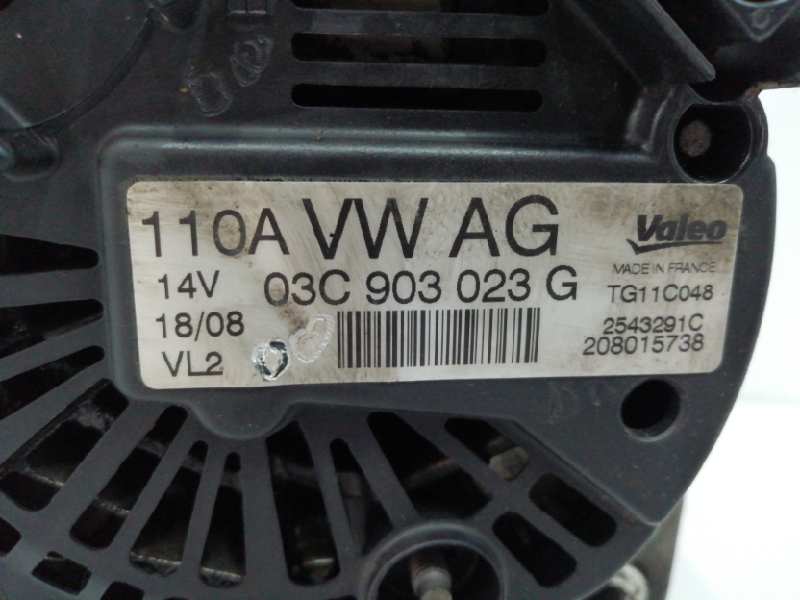 110A VW AG
Valeo
MADE IN FRANCE
14V 03C 903 023 G
TG11C048
18/08
2543291C
208015738
VL2